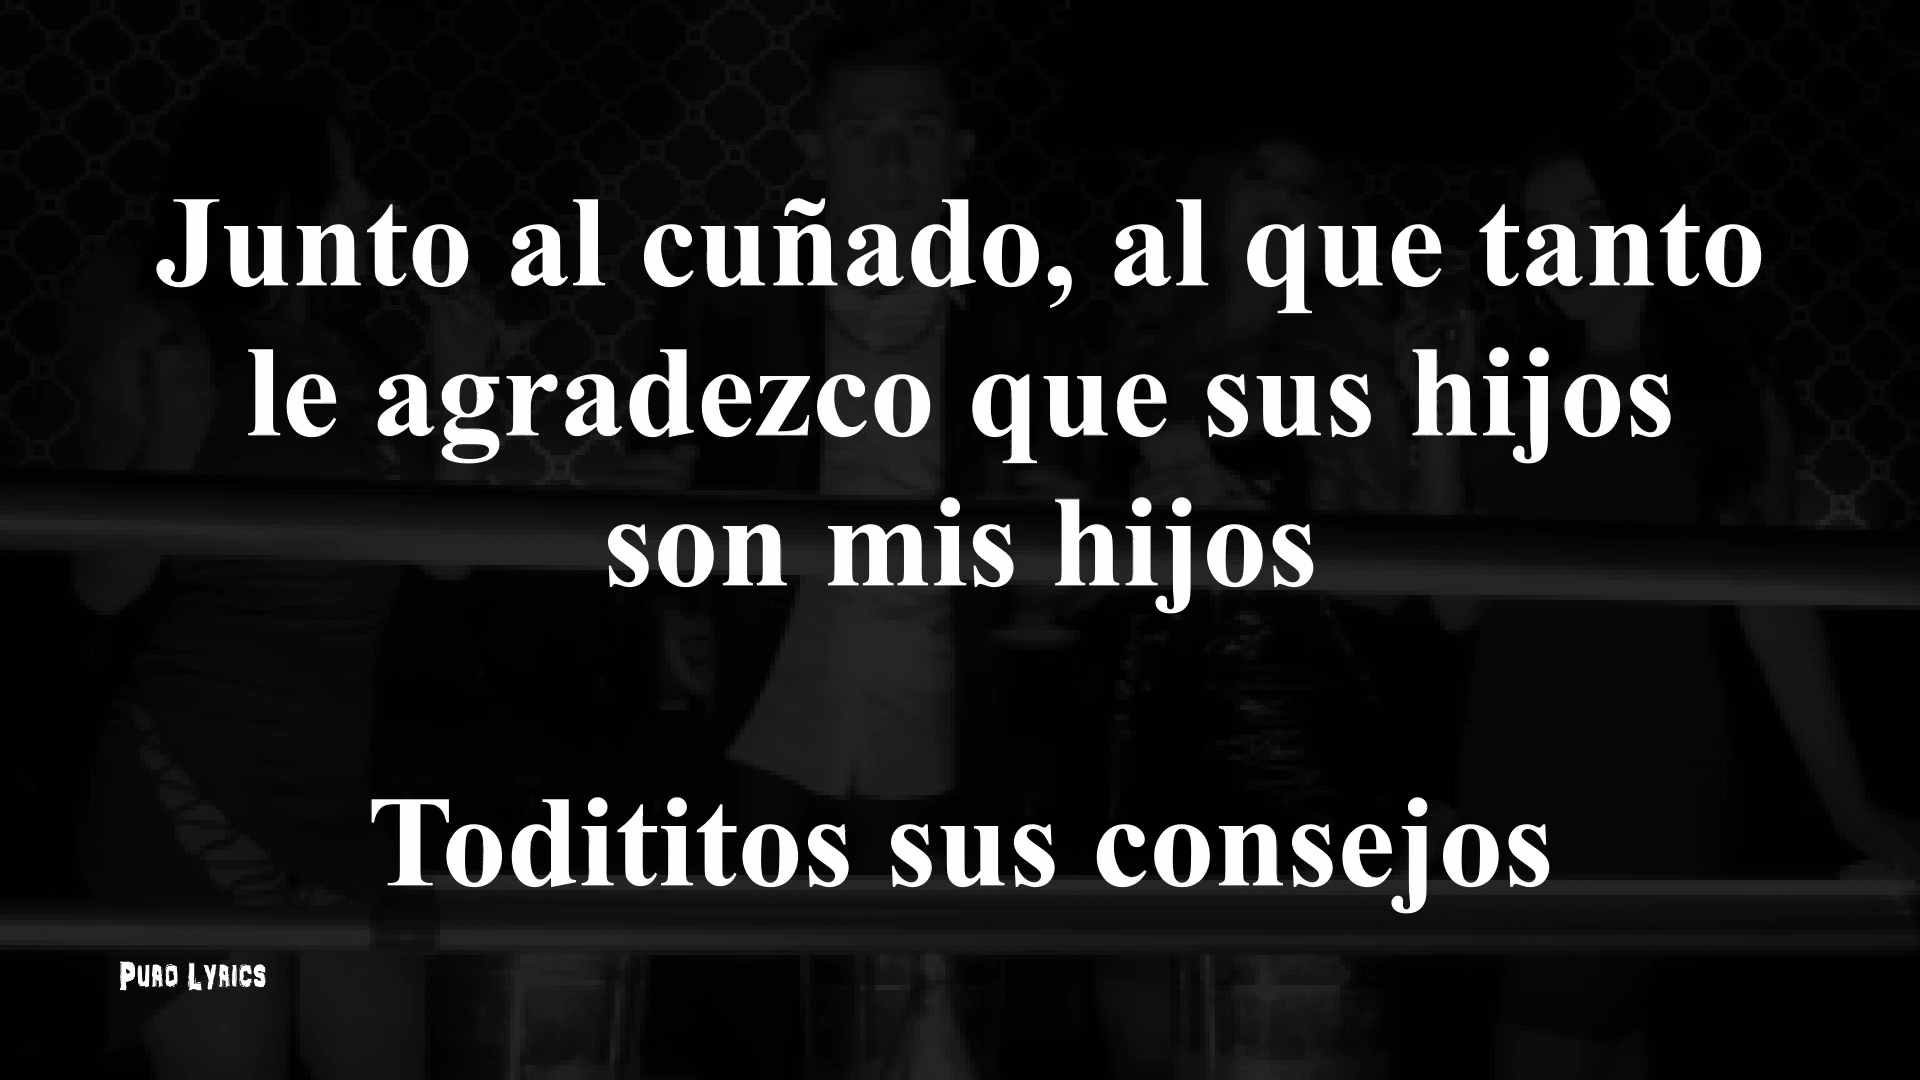 Junto al cuñado, al que tanto
le agradezco que sus hijos
son mis hijos
Todititos sus consejos
Puro Lyrics